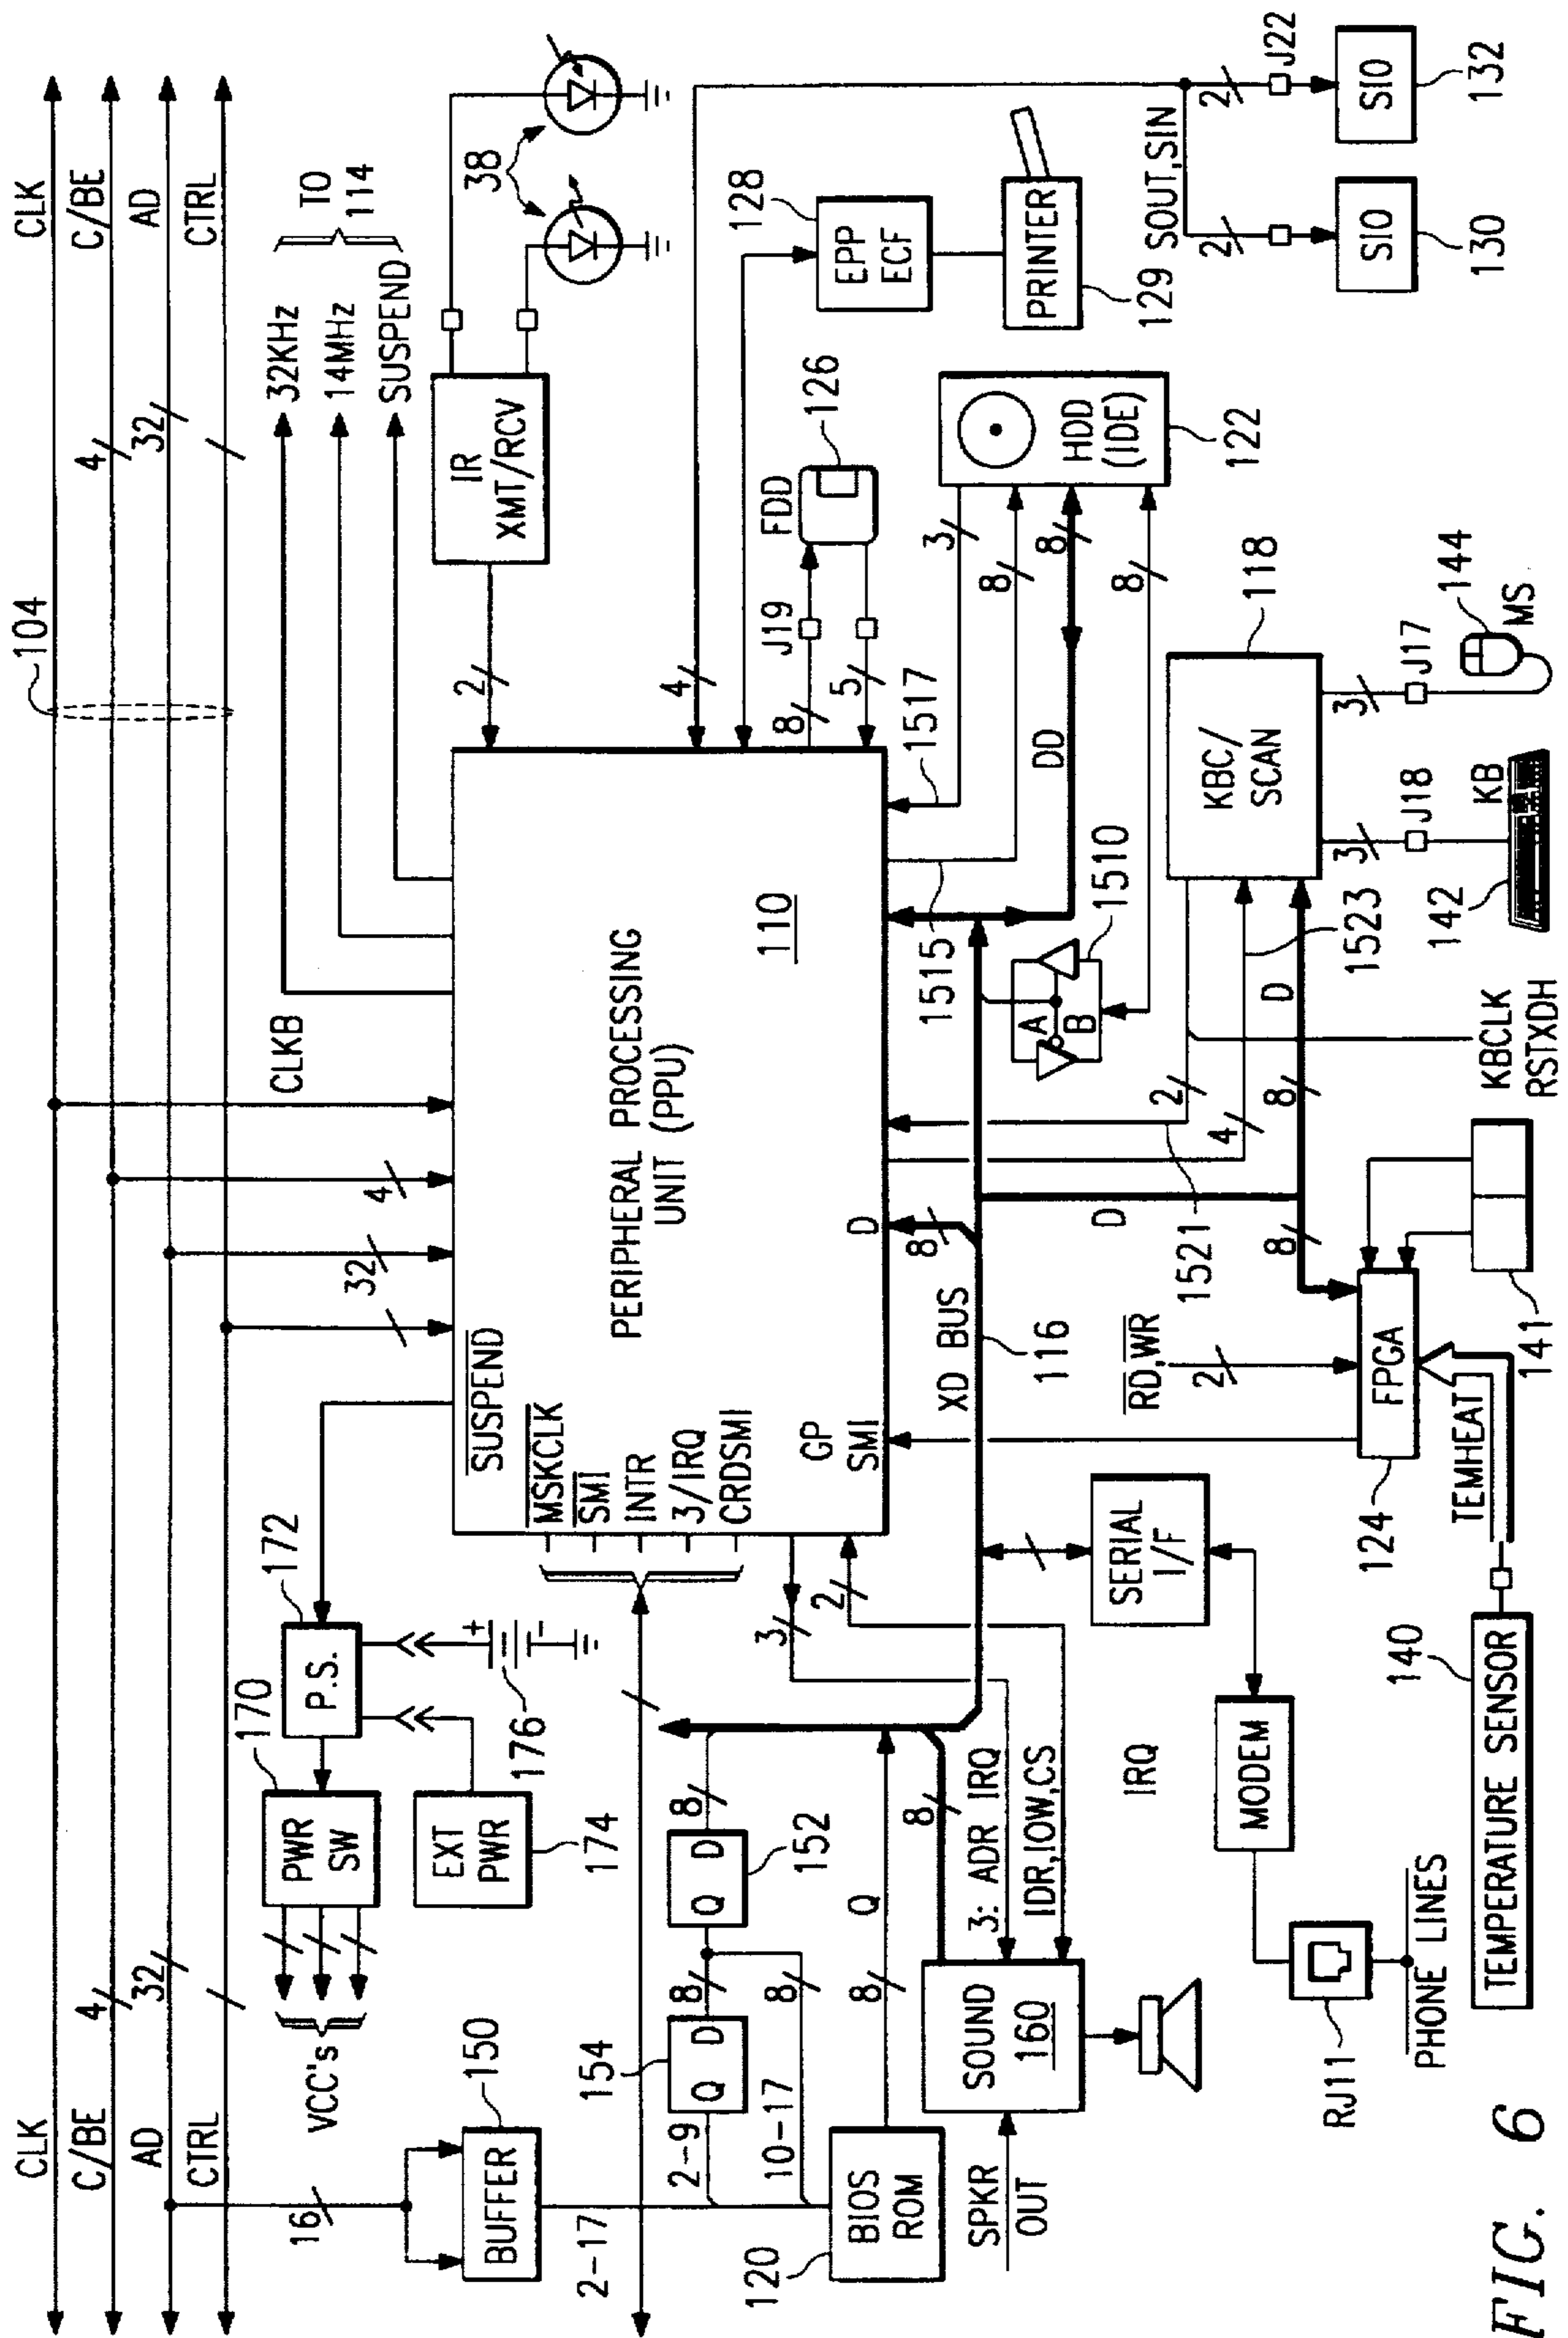 CLK
C/BE
4
AD
32
CTRL
104
CLK
C/BE
4
AD
32
CTRL
16
BUFFER
150
VCC's
PWR
SW
170
P.S.
172
EXT
PWR
174
176
+
-
SUSPEND
4
32
CLKB
32KHz
14MHz
SUSPEND
TO
114
IR
XMT/RCV
2
38
2-17
MSKCLK
SMI
INTR
3/IRQ
CRDSMI
GP
SMI
D
PERIPHERAL PROCESSING
UNIT (PPU)
110
154
Q D
8
Q D
152
8
2-9
10-17
8
BIOS
ROM
120
Q
8
3
2
8
SOUND
160
3: ADR IRQ
IDR,IOW,CS
SPKR
OUT
XD BUS
116
8
4
8
J19
5
FDD
126
EPP
ECF
128
PRINTER
129
SOUT,SIN
2
J22
SIO
132
2
SIO
130
1517
3
1515
8
DD
8
8
HDD
(IDE)
122
A
B
1510
2
4
1521
1523
D
D
8
8
KBC/
SCAN
118
3
J18
KB
142
3
J17
144
MS
KBCLK
RSTXDH
RD,WR
2
FPGA
124
141
TEMHEAT
TEMPERATURE SENSOR
140
SERIAL
I/F
IRQ
MODEM
RJ11
PHONE LINES
FIG. 6